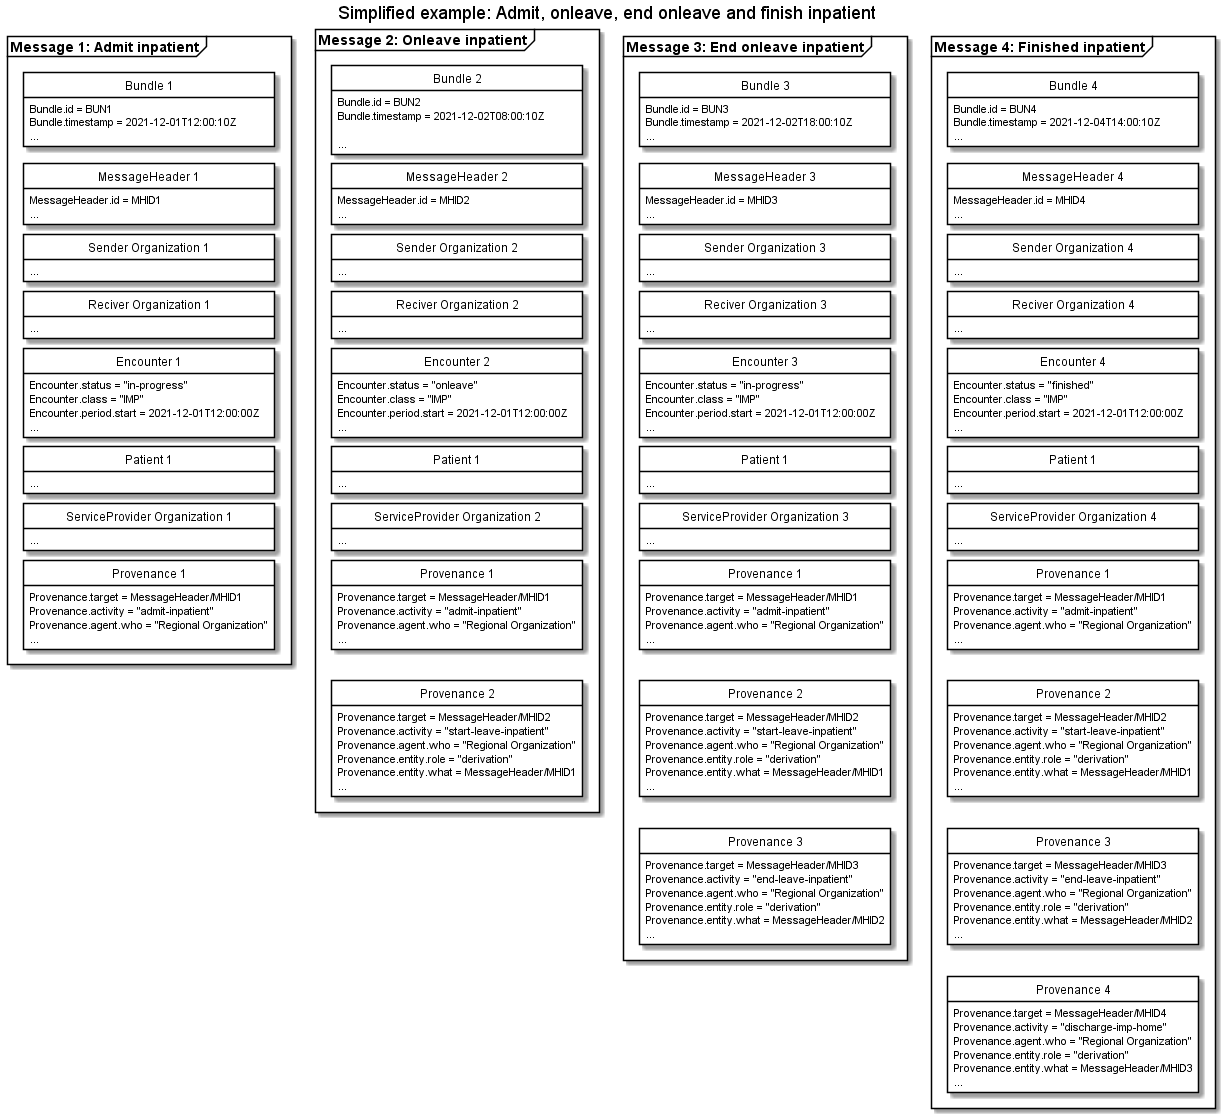 Simplified example: Admit, onleave, end onleave and finish inpatient
Message 1: Admit inpatient
Bundle 1
Bundle.id = BUN1
Bundle.timestamp = 2021-12-01T12:00:10Z
...
MessageHeader 1
MessageHeader.id = MHID1
...
Sender Organization 1
...
Reciver Organization 1
...
Encounter 1
Encounter.status = "in-progress"
Encounter.class = "IMP"
Encounter.period.start = 2021-12-01T12:00:00Z
...
Patient 1
...
ServiceProvider Organization 1
...
Provenance 1
Provenance.target = MessageHeader/MHID1
Provenance.activity = "admit-inpatient"
Provenance.agent.who = "Regional Organization"
...
Message 2: Onleave inpatient
Bundle 2
Bundle.id = BUN2
Bundle.timestamp = 2021-12-02T08:00:10Z
...
MessageHeader 2
MessageHeader.id = MHID2
...
Sender Organization 2
...
Reciver Organization 2
...
Encounter 2
Encounter.status = "onleave"
Encounter.class = "IMP"
Encounter.period.start = 2021-12-01T12:00:00Z
...
Patient 1
...
ServiceProvider Organization 2
...
Provenance 1
Provenance.target = MessageHeader/MHID1
Provenance.activity = "admit-inpatient"
Provenance.agent.who = "Regional Organization"
...
Provenance 2
Provenance.target = MessageHeader/MHID2
Provenance.activity = "start-leave-inpatient"
Provenance.agent.who = "Regional Organization"
Provenance.entity.role = "derivation"
Provenance.entity.what = MessageHeader/MHID1
...
Message 3: End onleave inpatient
Bundle 3
Bundle.id = BUN3
Bundle.timestamp = 2021-12-02T18:00:10Z
...
MessageHeader 3
MessageHeader.id = MHID3
...
Sender Organization 3
...
Reciver Organization 3
...
Encounter 3
Encounter.status = "in-progress"
Encounter.class = "IMP"
Encounter.period.start = 2021-12-01T12:00:00Z
...
Patient 1
...
ServiceProvider Organization 3
...
Provenance 1
Provenance.target = MessageHeader/MHID1
Provenance.activity = "admit-inpatient"
Provenance.agent.who = "Regional Organization"
...
Provenance 2
Provenance.target = MessageHeader/MHID2
Provenance.activity = "start-leave-inpatient"
Provenance.agent.who = "Regional Organization"
Provenance.entity.role = "derivation"
Provenance.entity.what = MessageHeader/MHID1
...
Provenance 3
Provenance.target = MessageHeader/MHID3
Provenance.activity = "end-leave-inpatient"
Provenance.agent.who = "Regional Organization"
Provenance.entity.role = "derivation"
Provenance.entity.what = MessageHeader/MHID2
...
Message 4: Finished inpatient
Bundle 4
Bundle.id = BUN4
Bundle.timestamp = 2021-12-04T14:00:10Z
...
MessageHeader 4
MessageHeader.id = MHID4
...
Sender Organization 4
...
Reciver Organization 4
...
Encounter 4
Encounter.status = "finished"
Encounter.class = "IMP"
Encounter.period.start = 2021-12-01T12:00:00Z
...
Patient 1
...
ServiceProvider Organization 4
...
Provenance 1
Provenance.target = MessageHeader/MHID1
Provenance.activity = "admit-inpatient"
Provenance.agent.who = "Regional Organization"
...
Provenance 2
Provenance.target = MessageHeader/MHID2
Provenance.activity = "start-leave-inpatient"
Provenance.agent.who = "Regional Organization"
Provenance.entity.role = "derivation"
Provenance.entity.what = MessageHeader/MHID1
...
Provenance 3
Provenance.target = MessageHeader/MHID3
Provenance.activity = "end-leave-inpatient"
Provenance.agent.who = "Regional Organization"
Provenance.entity.role = "derivation"
Provenance.entity.what = MessageHeader/MHID2
...
Provenance 4
Provenance.target = MessageHeader/MHID4
Provenance.activity = "discharge-imp-home"
Provenance.agent.who = "Regional Organization"
Provenance.entity.role = "derivation"
Provenance.entity.what = MessageHeader/MHID3
...